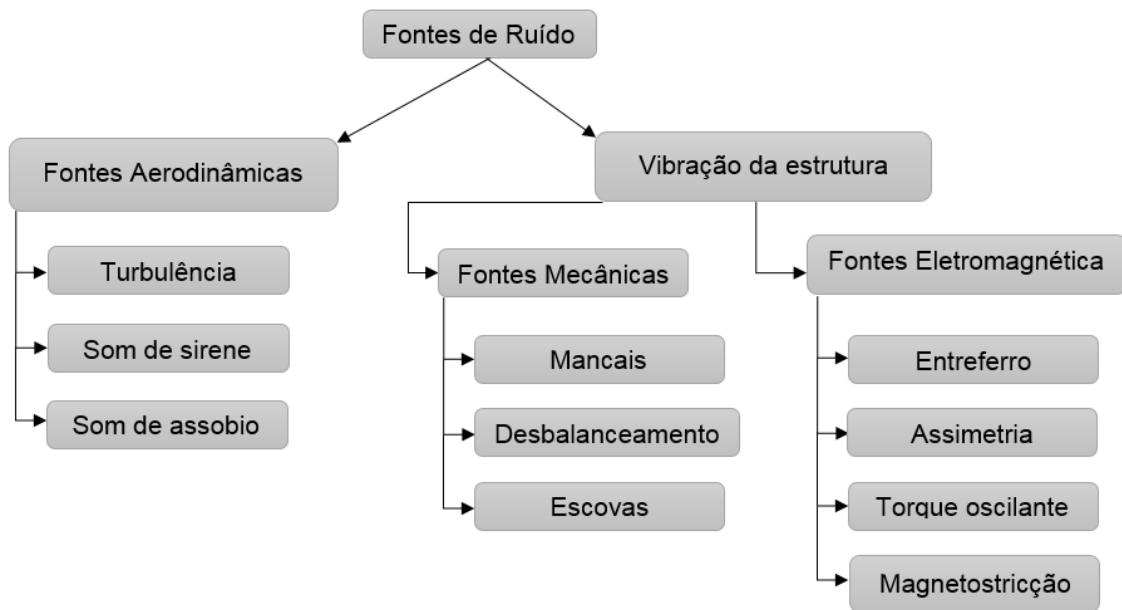 Fontes de Ruído
Fontes Aerodinâmicas
Turbulência
Som de sirene
Som de assobio
Vibração da estrutura
Fontes Mecânicas
Mancais
Desbalanceamento
Escovas
Fontes Eletromagnética
Entreferro
Assimetria
Torque oscilante
Magnetostricção